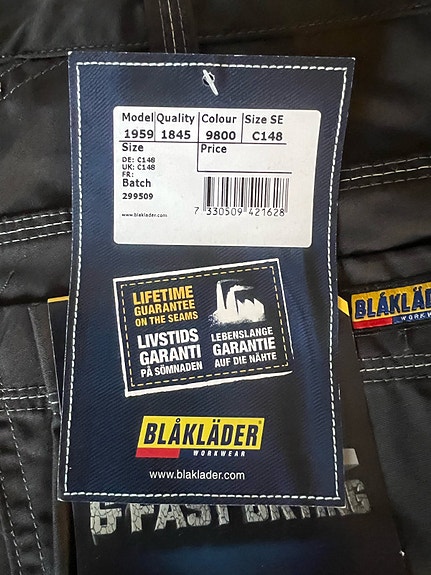 Model Quality Colour Size SE
1959 1845 9800 C148
Size Price
DE: C148
UK: C148
FR:
Batch
299509
www.blaklader.com
7 330509 421628
LIFETIME
GUARANTEE
ON THE SEAMS
LIVSTIDS
GARANTI
PÅ SÖMNADEN
LEBENSLANGE
GARANTIE
AUF DIE NÄHTE
BLÅKLÄDER
WORKWEAR
www.blaklader.com
BLÅKLÄDE
WORKW